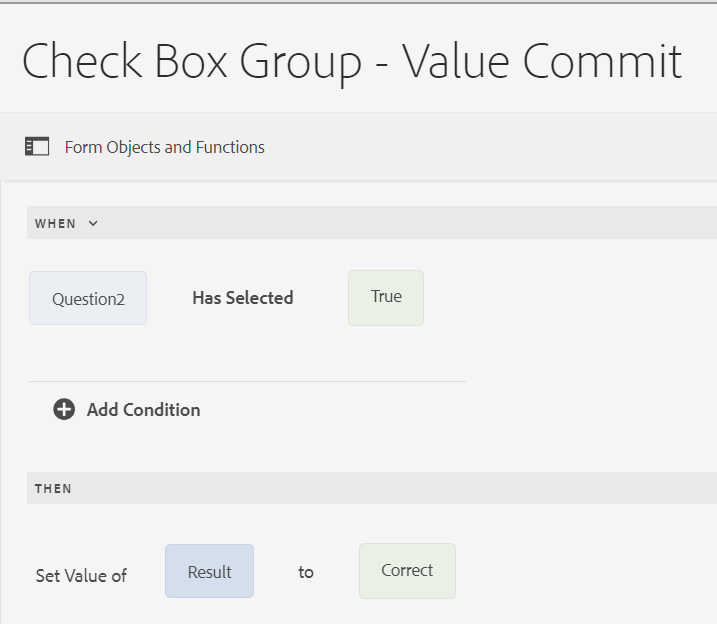 Check Box Group - Value Commit
Form Objects and Functions
WHEN
Question2 Has Selected True
Add Condition
THEN
Set Value of Result to Correct